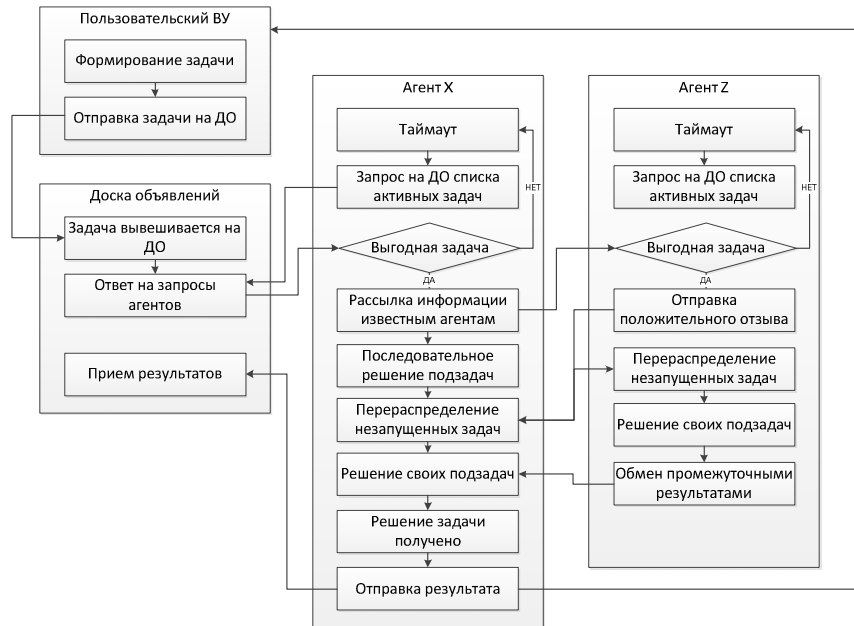 Пользовательский ВУ
Формирование задачи
Отправка задачи на ДО
Доска объявлений
Задача вывешивается на
ДО
Ответ на запросы
агентов
Прием результатов
Агент X
Таймаут
Запрос на ДО списка
активных задач
НЕТ
Выгодная задача
ДА
Рассылка информации
известным агентам
Последовательное
решение подзадач
Перераспределение
незапущенных задач
Решение своих подзадач
Решение задачи
получено
Отправка результата
Агент Z
Таймаут
Запрос на ДО списка
активных задач
НЕТ
Выгодная задача
ДА
Отправка
положительного отзыва
Перераспределение
незапущенных задач
Решение своих подзадач
Обмен промежуточными
результатами